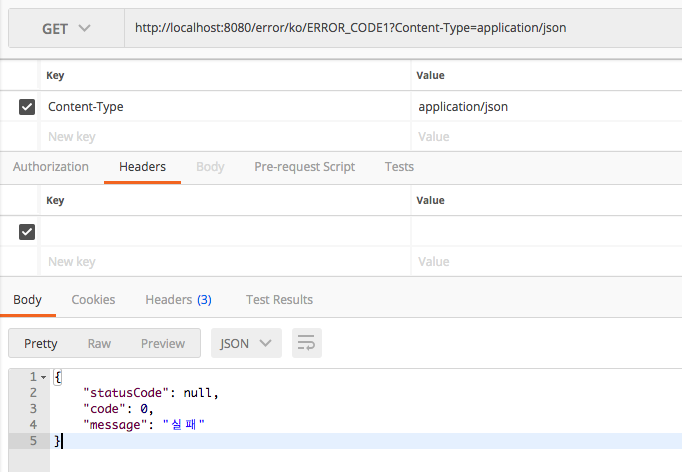 GET http://localhost:8080/error/ko/ERROR_CODE1?Content-Type=application/json
Key Value
Content-Type application/json
New key Value
Authorization Headers Body Pre-request Script Tests
Key Value
New key Value
Body Cookies Headers (3) Test Results
Pretty Raw Preview JSON
1 {
2 "statusCode": null,
3 "code": 0,
4 "message": "실패"
5 }